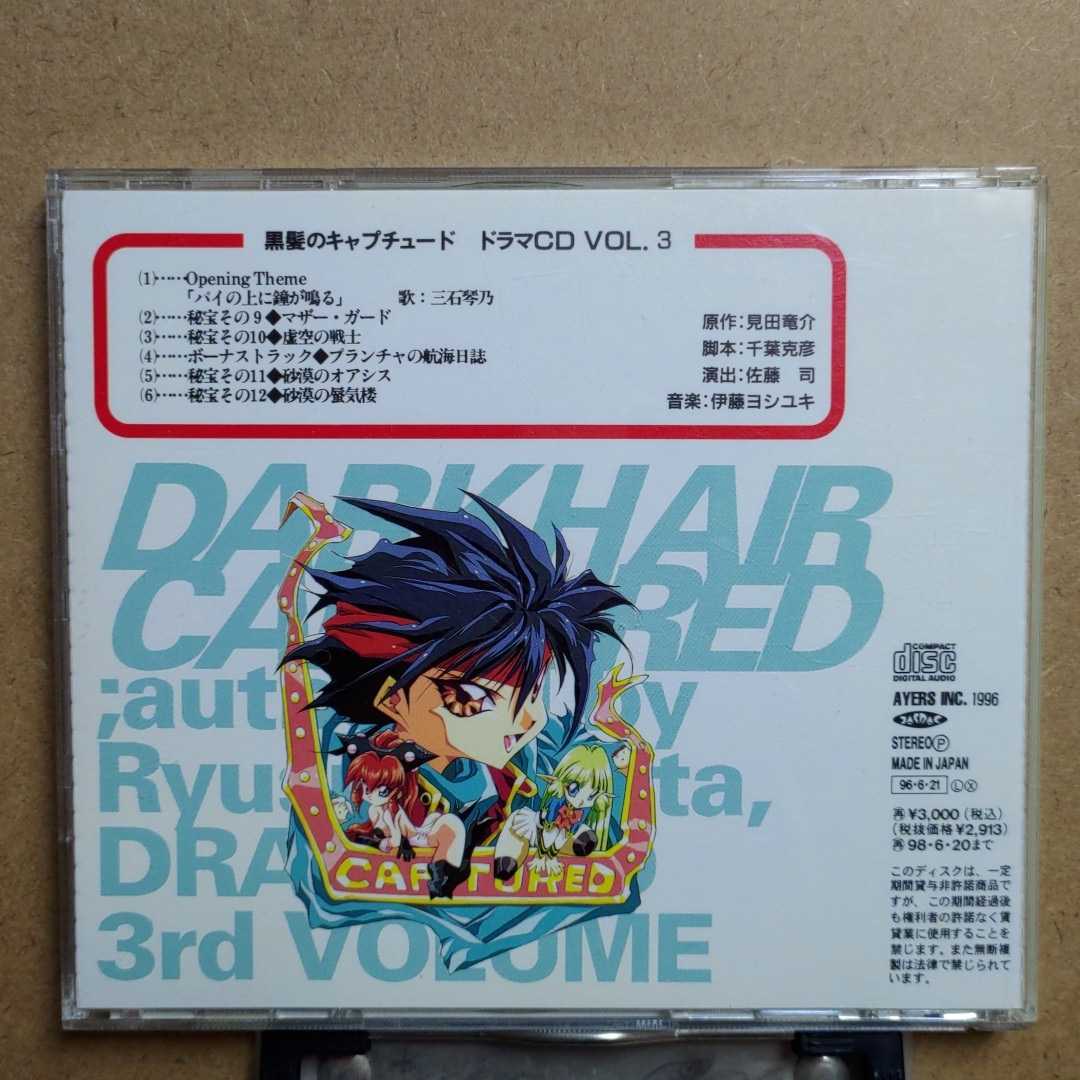 黒髪のキャプチュード ドラマCD VOL. 3
(1)……Opening Theme
「パイの上に鐘が鳴る」 歌：三石琴乃
(2)……秘宝その9◆マザー・ガード
(3)……秘宝その10◆虚空の戦士
(4)……ボーナストラック◆ブランチャの航海日誌
(5)……秘宝その11◆砂漠のオアシス
(6)……秘宝その12◆砂漠の蜃気楼
原作：見田竜介
脚本：千葉克彦
演出：佐藤 司
音楽：伊藤ヨシユキ
DARK HAIR
CA RED
;aut by
Ryus ta,
DRA
3rd VOLUME
CAPTURED
COMPACT
disc
DIGITAL AUDIO
AYERS INC. 1996
STEREO Ⓟ
MADE IN JAPAN
96・6・21 Ⓛ Ⓧ
再 ¥3,000 (税込)
(税抜価格¥2,913)
再 98・6・20まで
このディスクは、一定
期間貸与非許諾商品で
すが、この期間経過後
も権利者の許諾なく賃
貸業に使用することを
禁じます。また無断複
製は法律で禁じられて
います。